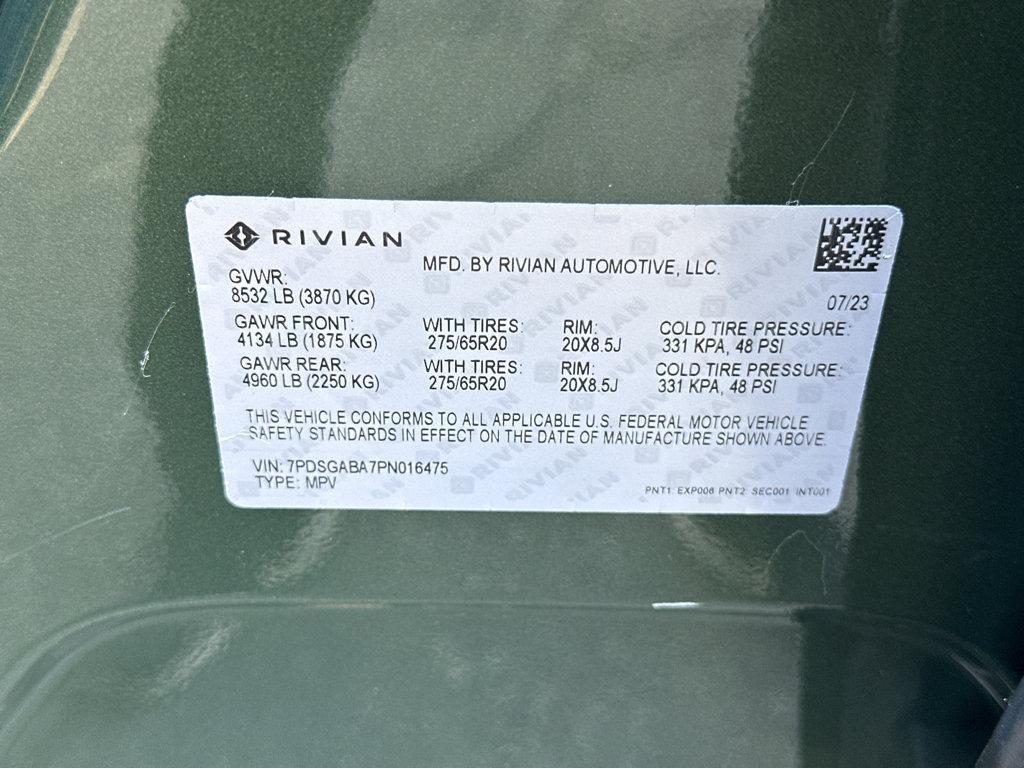 RIVIAN
MFD. BY RIVIAN AUTOMOTIVE, LLC.
GVWR:
8532 LB (3870 KG)
07/23
GAWR FRONT: WITH TIRES: RIM: COLD TIRE PRESSURE:
4134 LB (1875 KG) 275/65R20 20X8.5J 331 KPA, 48 PSI
GAWR REAR: WITH TIRES: RIM: COLD TIRE PRESSURE:
4960 LB (2250 KG) 275/65R20 20X8.5J 331 KPA, 48 PSI
THIS VEHICLE CONFORMS TO ALL APPLICABLE U.S. FEDERAL MOTOR VEHICLE
SAFETY STANDARDS IN EFFECT ON THE DATE OF MANUFACTURE SHOWN ABOVE.
VIN: 7PDSGABA7PN016475
TYPE: MPV
PNT1: EXP006 PNT2: SEC001 INT001